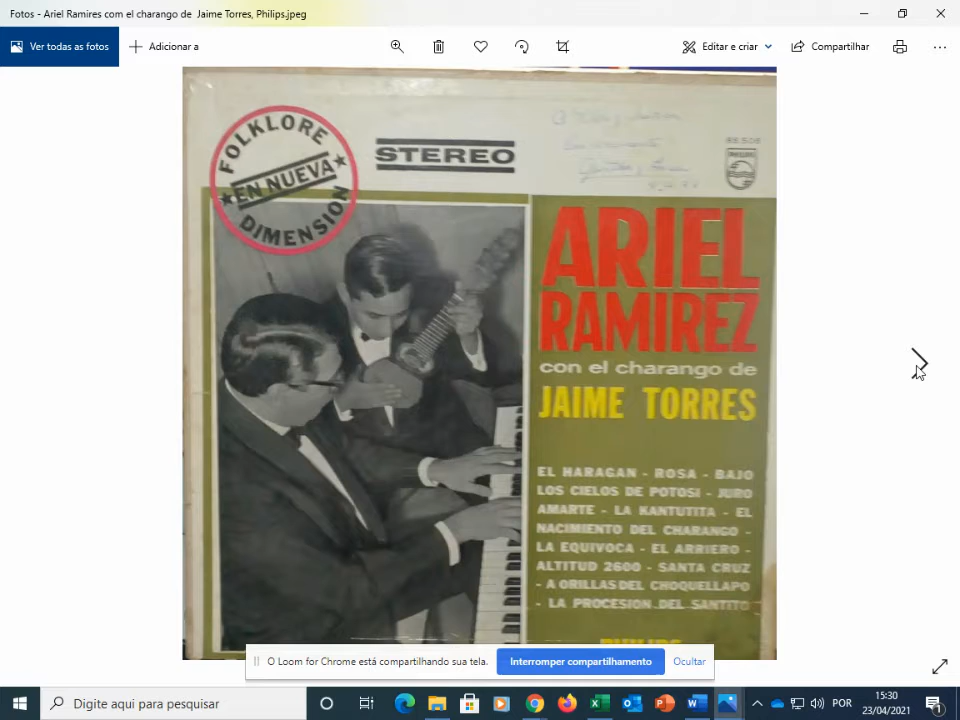 Fotos - Ariel Ramires com el charango de Jaime Torres, Philips.jpeg
Ver todas as fotos
Adicionar a
Editar e criar
Compartilhar
FOLKLORE
EN NUEVA
DIMENSION
STEREO
PHILIPS
ARIEL
RAMIREZ
con el charango de
JAIME TORRES
EL HARAGAN - ROSA - BAJO
LOS CIELOS DE POTOSI - JURO
AMARTE - LA KANTUTITA - EL
NACIMIENTO DEL CHARANGO -
LA EQUIVOCA - EL ARRIERO -
ALTITUD 2600 - SANTA CRUZ
- A ORILLAS DEL CHOQUELLAPO
- LA PROCESION DEL SANTITO
O Loom for Chrome está compartilhando sua tela.
Interromper compartilhamento
Ocultar
Digite aqui para pesquisar
POR
15:30
23/04/2021
1